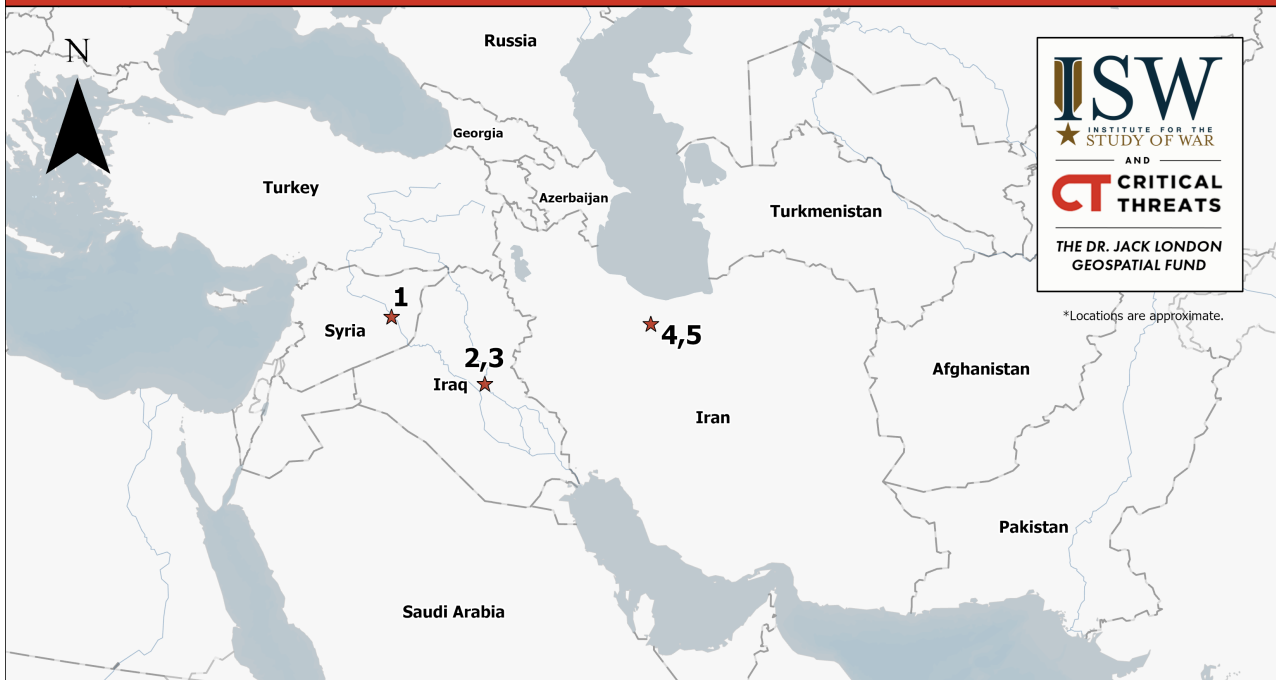 N
Russia
Georgia
Azerbaijan
Turkey
Turkmenistan
1
Syria
2,3
Iraq
4,5
Iran
Afghanistan
Pakistan
Saudi Arabia
ISW
INSTITUTE FOR THE
STUDY OF WAR
AND
CT CRITICAL
THREATS
THE DR. JACK LONDON
GEOSPATIAL FUND
*Locations are approximate.